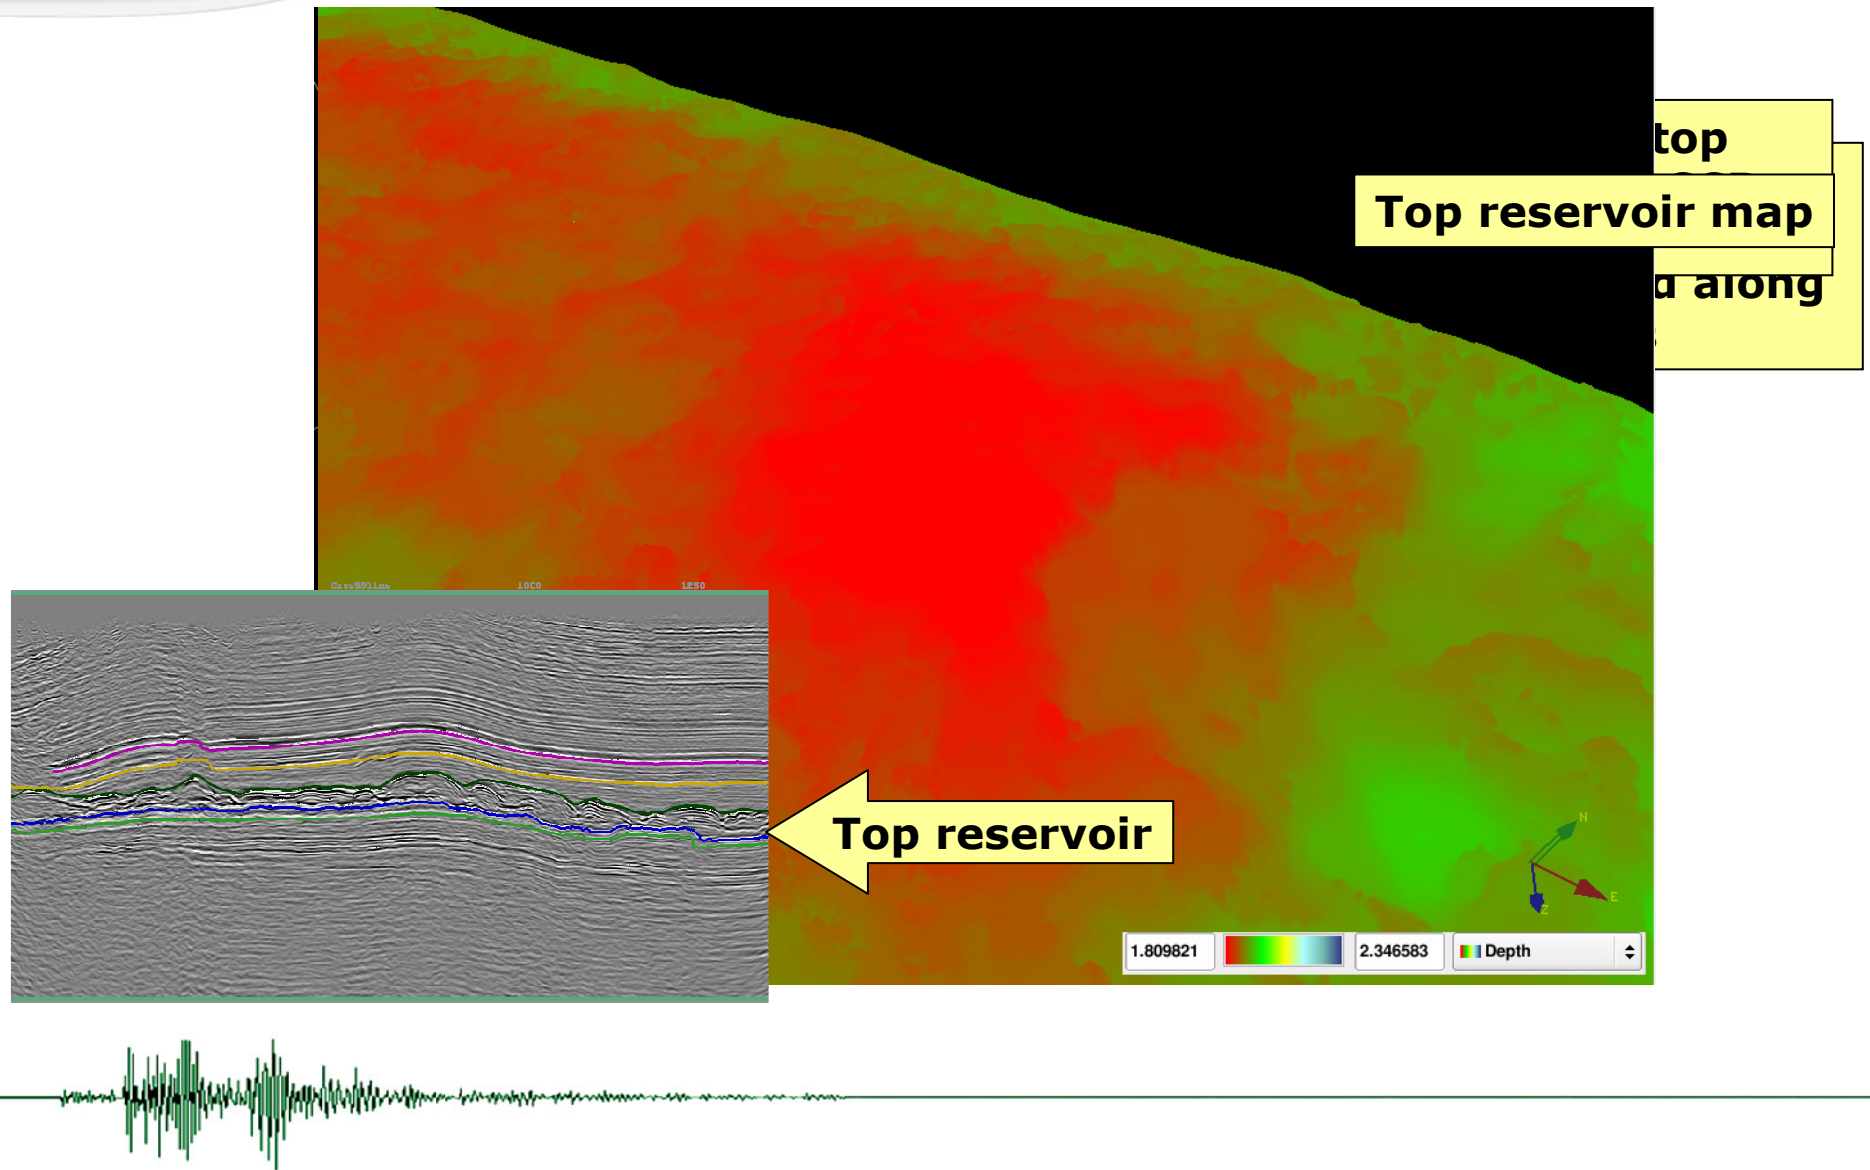 top
Top reservoir map
d along
1000
1250
Top reservoir
N
E
Z
1.809821
2.346583
Depth